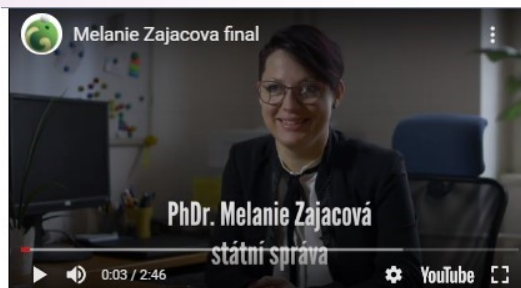 Melanie Zajacova final
PhDr. Melanie Zajacová
státní správa
0:03 / 2:46
YouTube